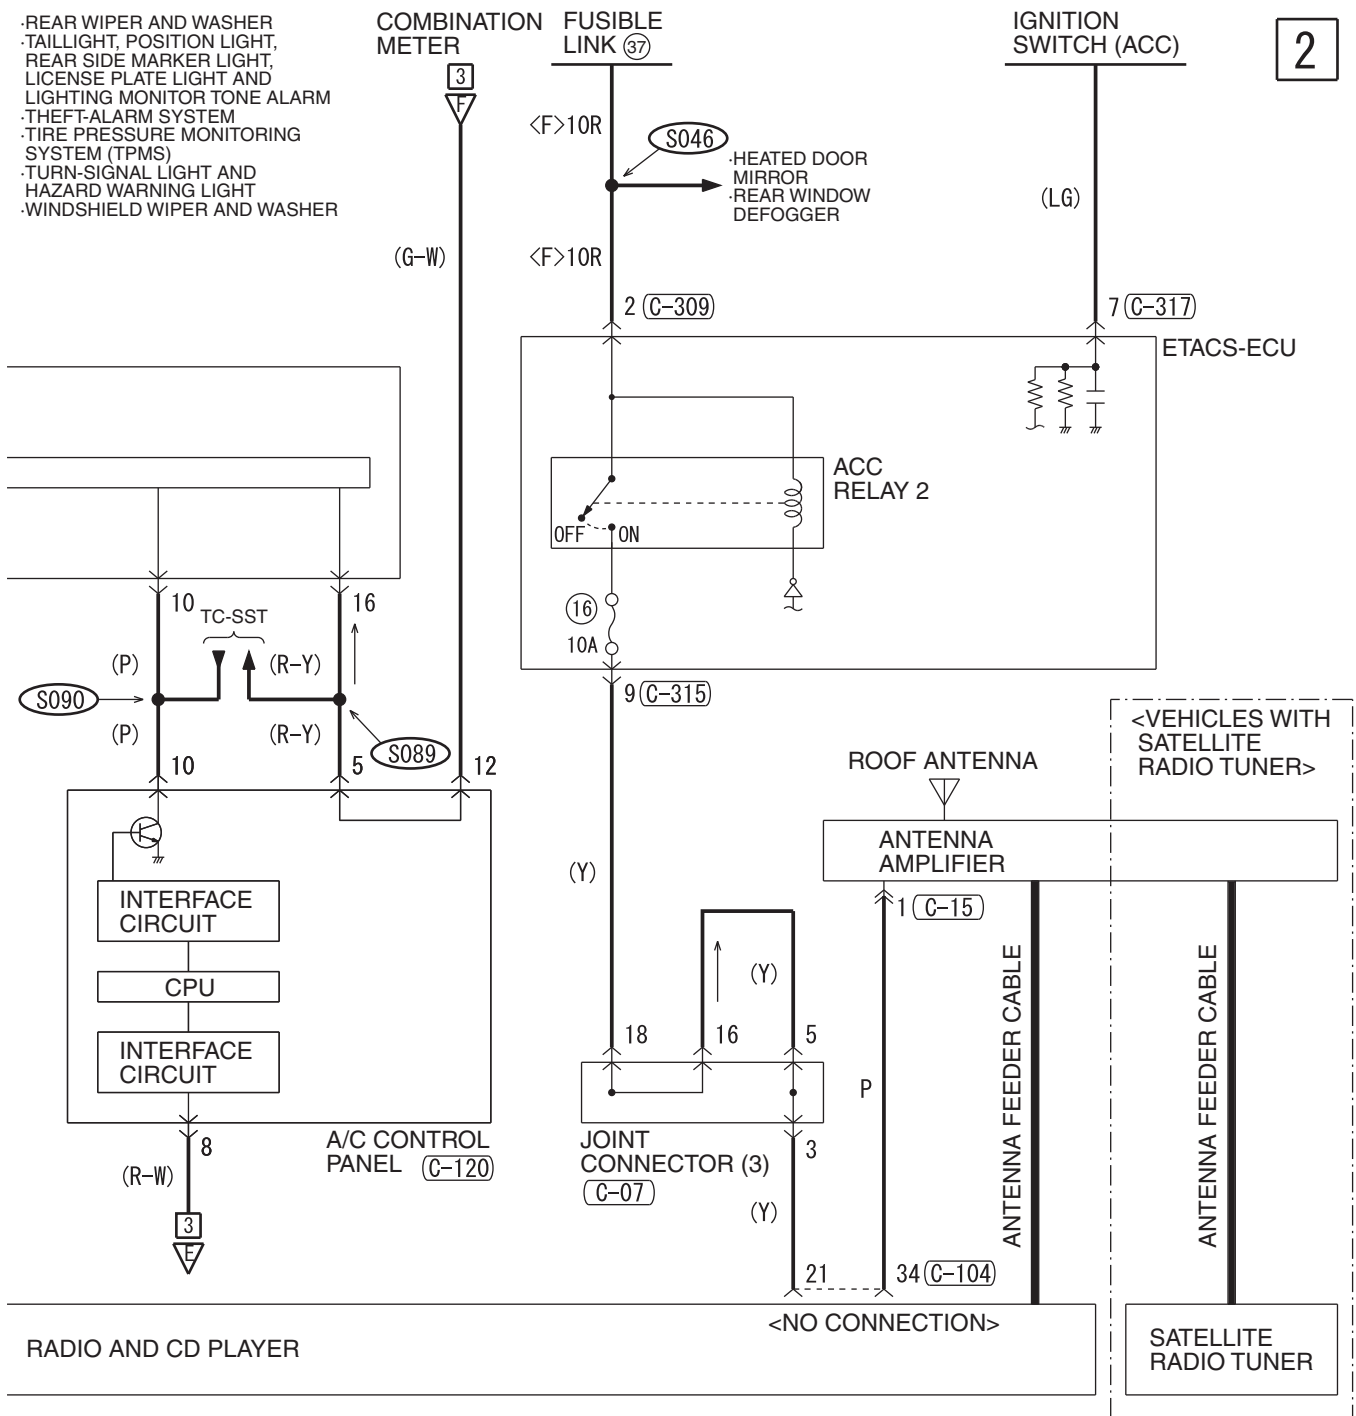 ·REAR WIPER AND WASHER
·TAILLIGHT, POSITION LIGHT,
REAR SIDE MARKER LIGHT,
LICENSE PLATE LIGHT AND
LIGHTING MONITOR TONE ALARM
·THEFT-ALARM SYSTEM
·TIRE PRESSURE MONITORING
SYSTEM (TPMS)
·TURN-SIGNAL LIGHT AND
HAZARD WARNING LIGHT
·WINDSHIELD WIPER AND WASHER
COMBINATION
METER
3
F
FUSIBLE
LINK 37
IGNITION
SWITCH (ACC)
2
<F>10R
S046
·HEATED DOOR
MIRROR
·REAR WINDOW
DEFOGGER
(LG)
(G-W)
<F>10R
2 C-309
7 C-317
ETACS-ECU
ACC
RELAY 2
OFF ON
16
10A
9 C-315
10
TC-SST
16
(P)
(R-Y)
S090
(P)
(R-Y)
S089
10
5
12
INTERFACE
CIRCUIT
CPU
INTERFACE
CIRCUIT
8
A/C CONTROL
PANEL C-120
(R-W)
3
E
<VEHICLES WITH
SATELLITE
RADIO TUNER>
ROOF ANTENNA
ANTENNA
AMPLIFIER
1 C-15
(Y)
(Y)
18
16
5
P
ANTENNA FEEDER CABLE
ANTENNA FEEDER CABLE
JOINT
CONNECTOR (3)
C-07
3
(Y)
21
34 C-104
<NO CONNECTION>
RADIO AND CD PLAYER
SATELLITE
RADIO TUNER